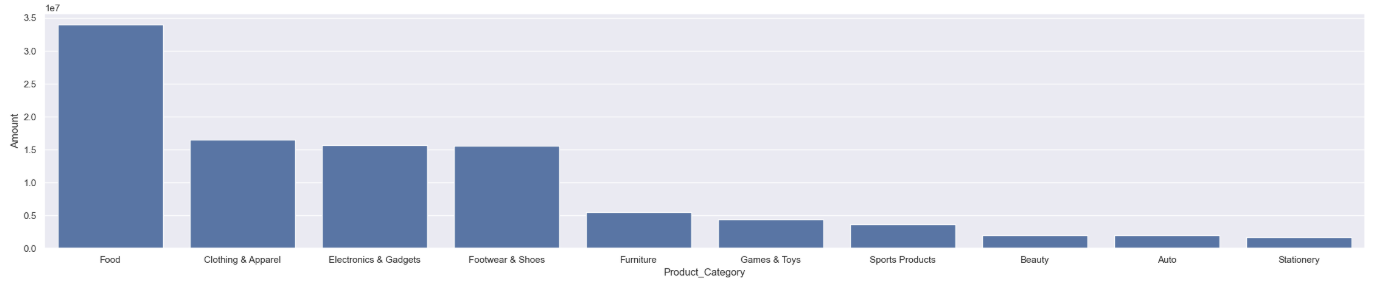 1e7
3.5
3.0
2.5
2.0
1.5
1.0
0.5
0.0
Amount
Food Clothing & Apparel Electronics & Gadgets Footwear & Shoes Furniture Games & Toys Sports Products Beauty Auto Stationery
Product_Category